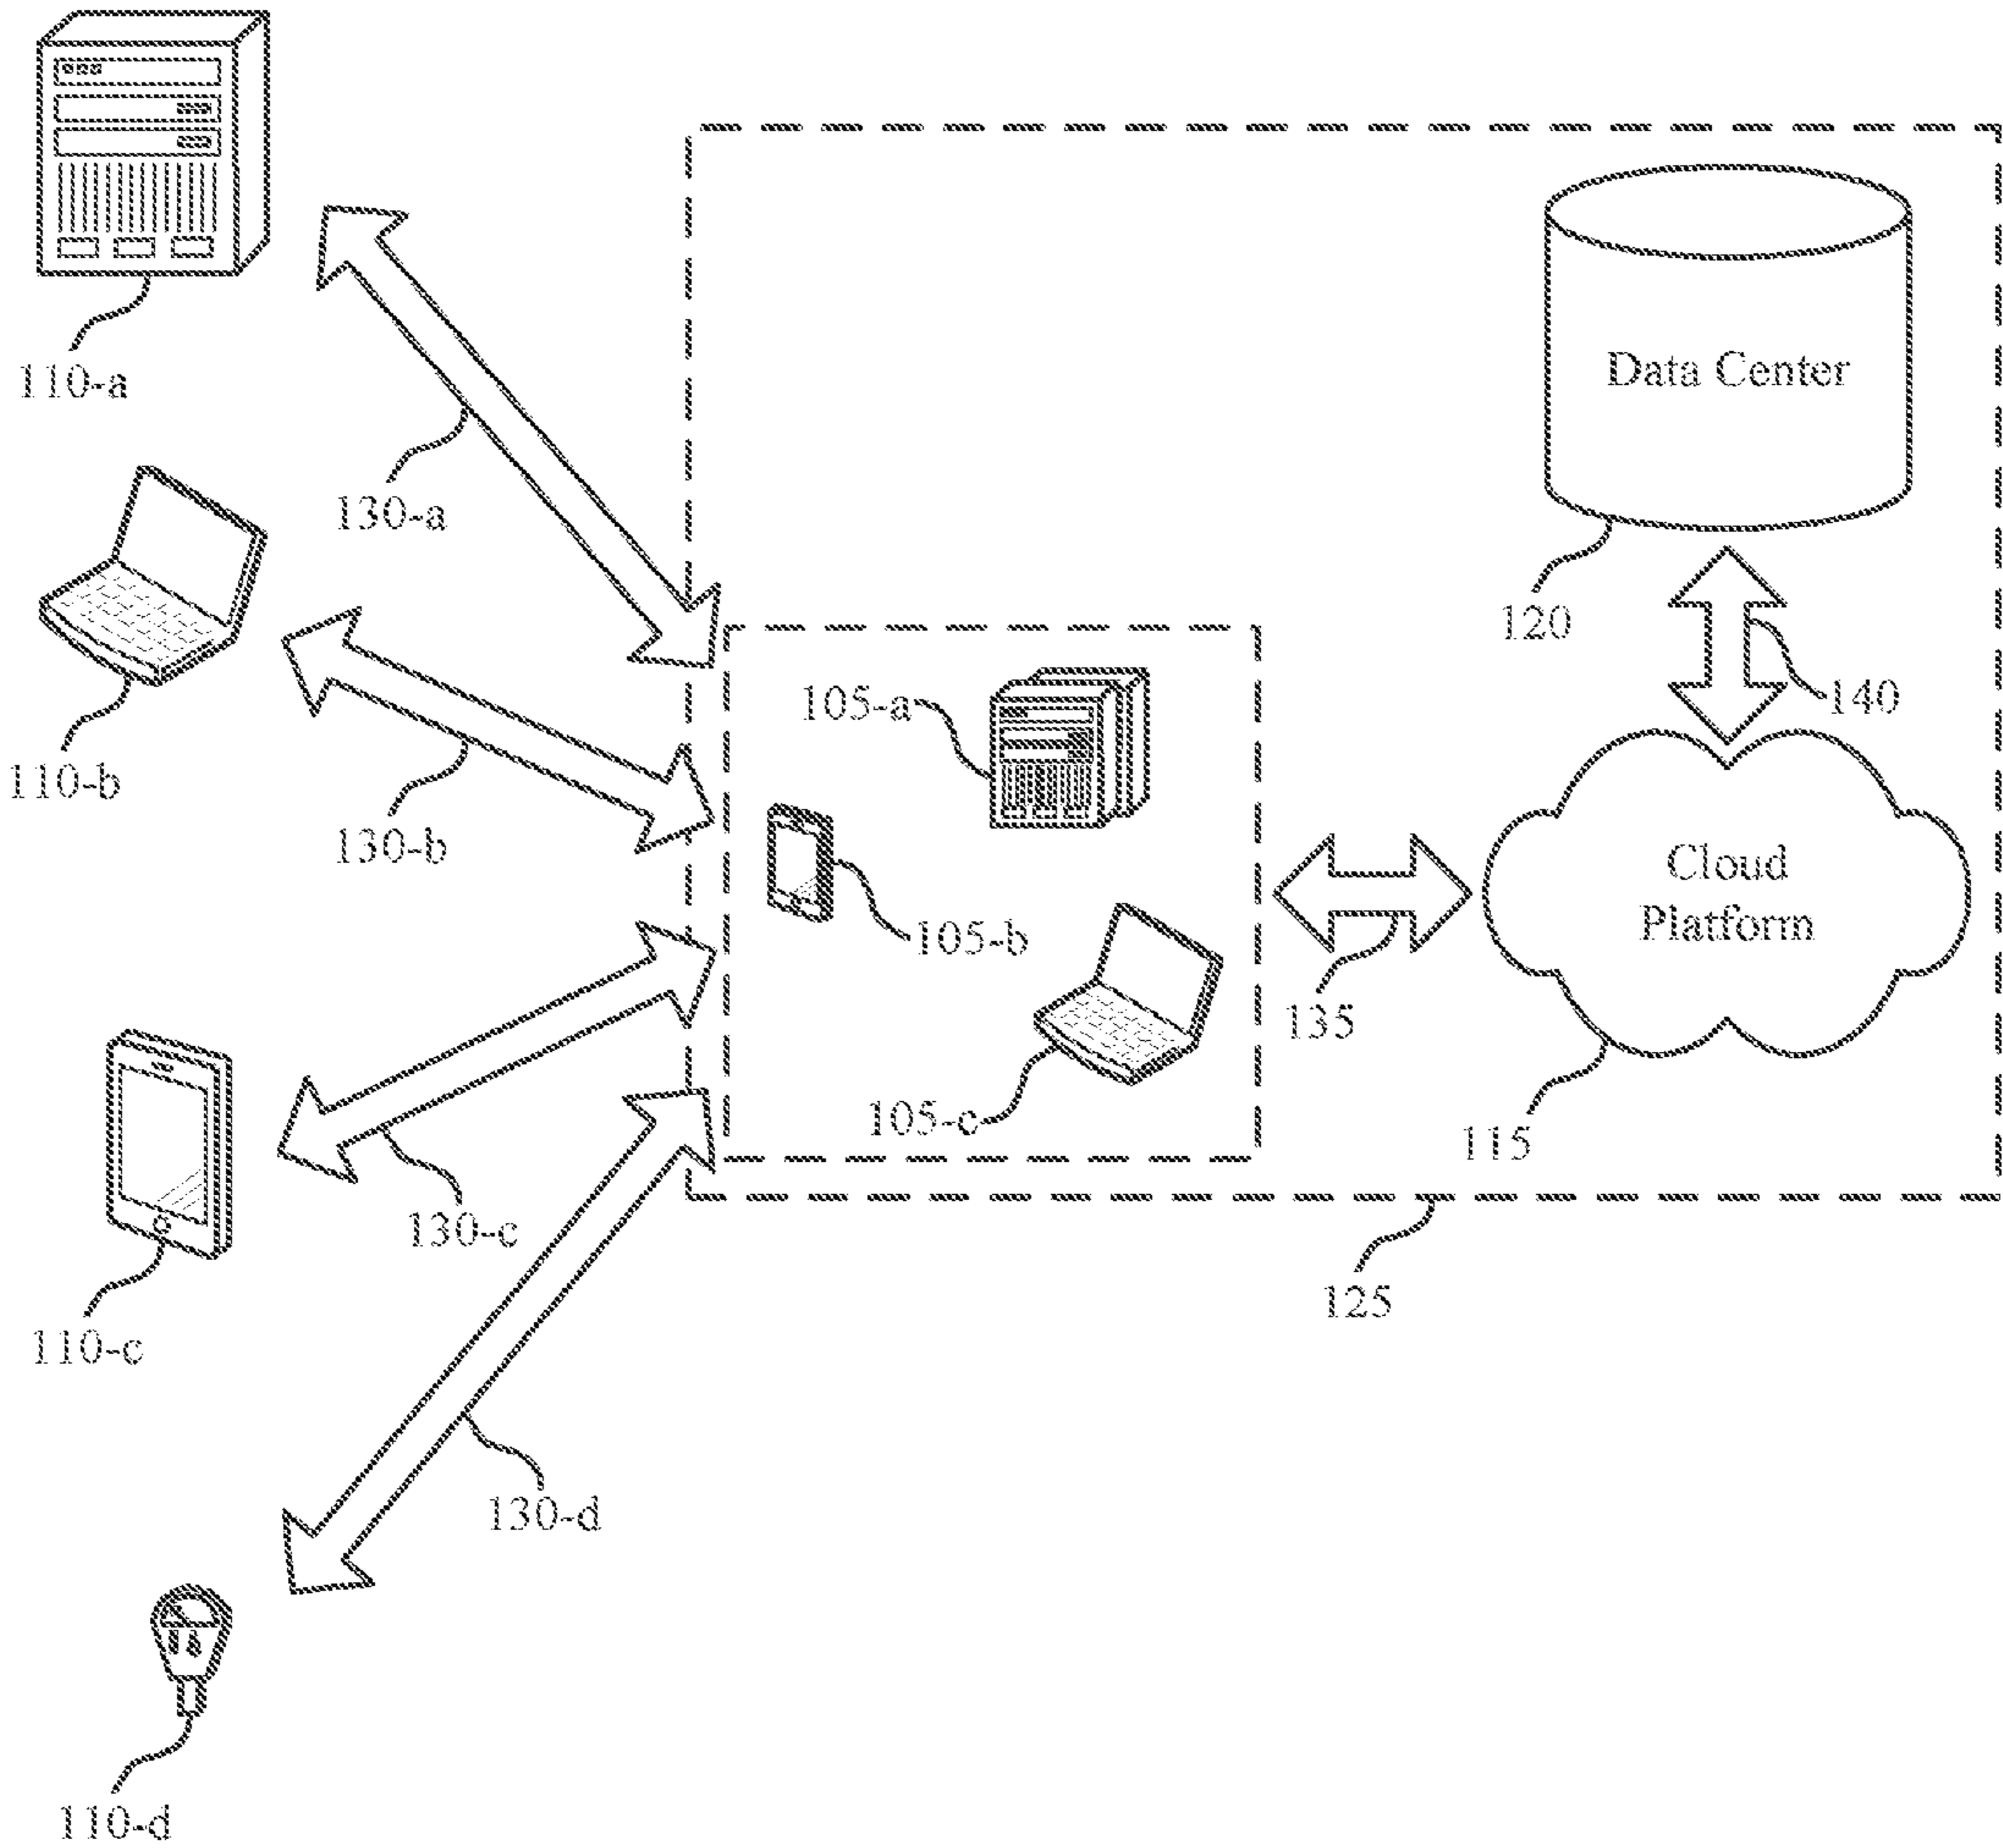 110-a
130-a
Data Center
120
140
110-b
130-b
105-a
105-b
105-c
Cloud
Platform
135
115
110-c
130-c
125
130-d
110-d